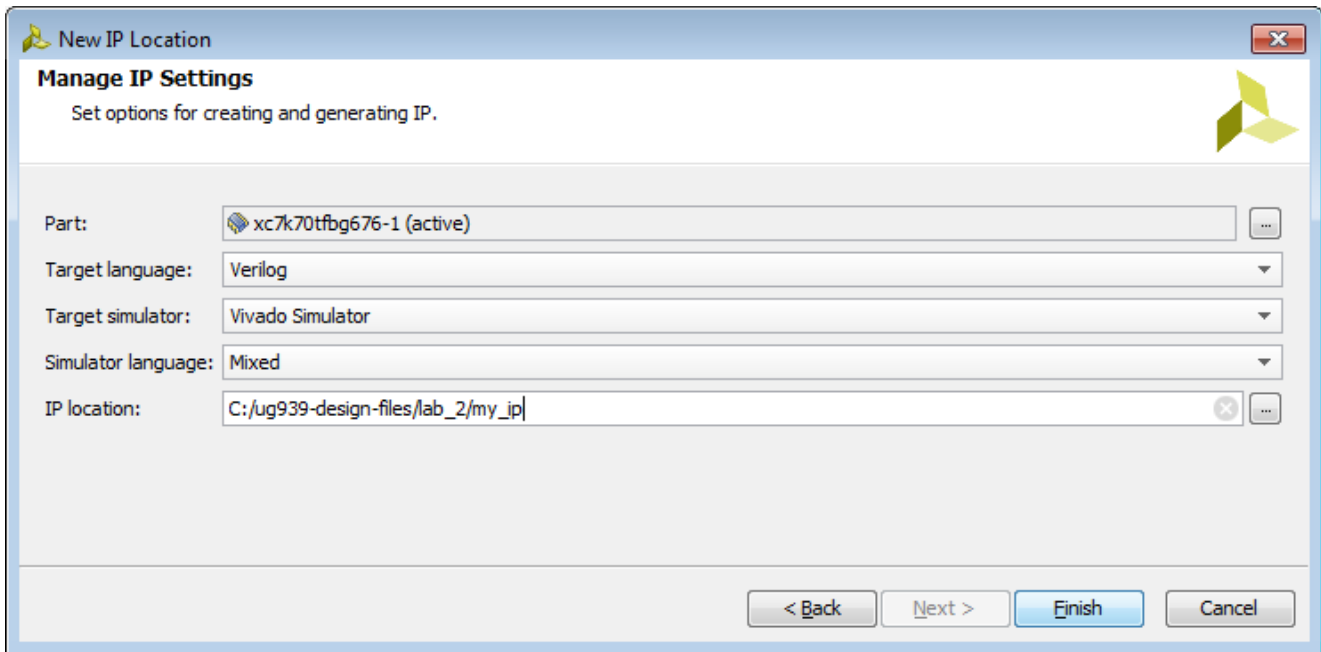 New IP Location
Manage IP Settings
Set options for creating and generating IP.
Part: xc7k70tfbg676-1 (active) ...
Target language: Verilog
Target simulator: Vivado Simulator
Simulator language: Mixed
IP location: C:/ug939-design-files/lab_2/my_ip ...
< Back Next > Finish Cancel